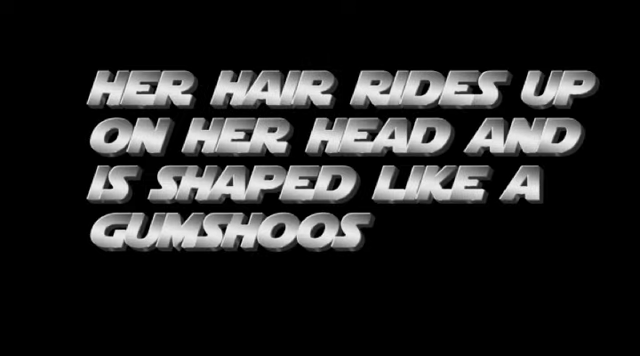 HER HAIR RIDES UP
ON HER HEAD AND
IS SHAPED LIKE A
GUMSHOOS